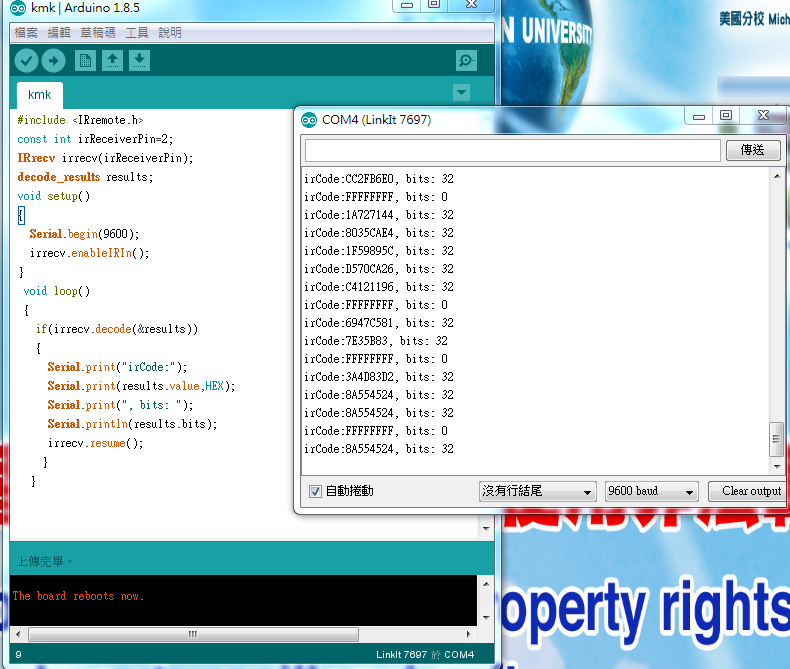 kmk | Arduino 1.8.5
檔案 編輯 草稿碼 工具 說明
kmk
#include <IRremote.h>
const int irReceiverPin=2;
IRrecv irrecv(irReceiverPin);
decode_results results;
void setup()
{
Serial.begin(9600);
irrecv.enableIRIn();
}
void loop()
{
if(irrecv.decode(&results))
{
Serial.print("irCode:");
Serial.print(results.value,HEX);
Serial.print(", bits: ");
Serial.println(results.bits);
irrecv.resume();
}
}
上傳完畢。
The board reboots now.
9
LinkIt 7697 於 COM4
COM4 (LinkIt 7697)
傳送
irCode:CC2FB6E0, bits: 32
irCode:FFFFFFFF, bits: 0
irCode:1A727144, bits: 32
irCode:8035CAE4, bits: 32
irCode:1F59895C, bits: 32
irCode:D570CA26, bits: 32
irCode:C4121196, bits: 32
irCode:FFFFFFFF, bits: 0
irCode:6947C581, bits: 32
irCode:7E35B83, bits: 32
irCode:FFFFFFFF, bits: 0
irCode:3A4D83D2, bits: 32
irCode:8A554524, bits: 32
irCode:8A554524, bits: 32
irCode:FFFFFFFF, bits: 0
irCode:8A554524, bits: 32
自動捲動
沒有行結尾
9600 baud
Clear output
N UNIVERSITY
美國分校 Mich
operty rights